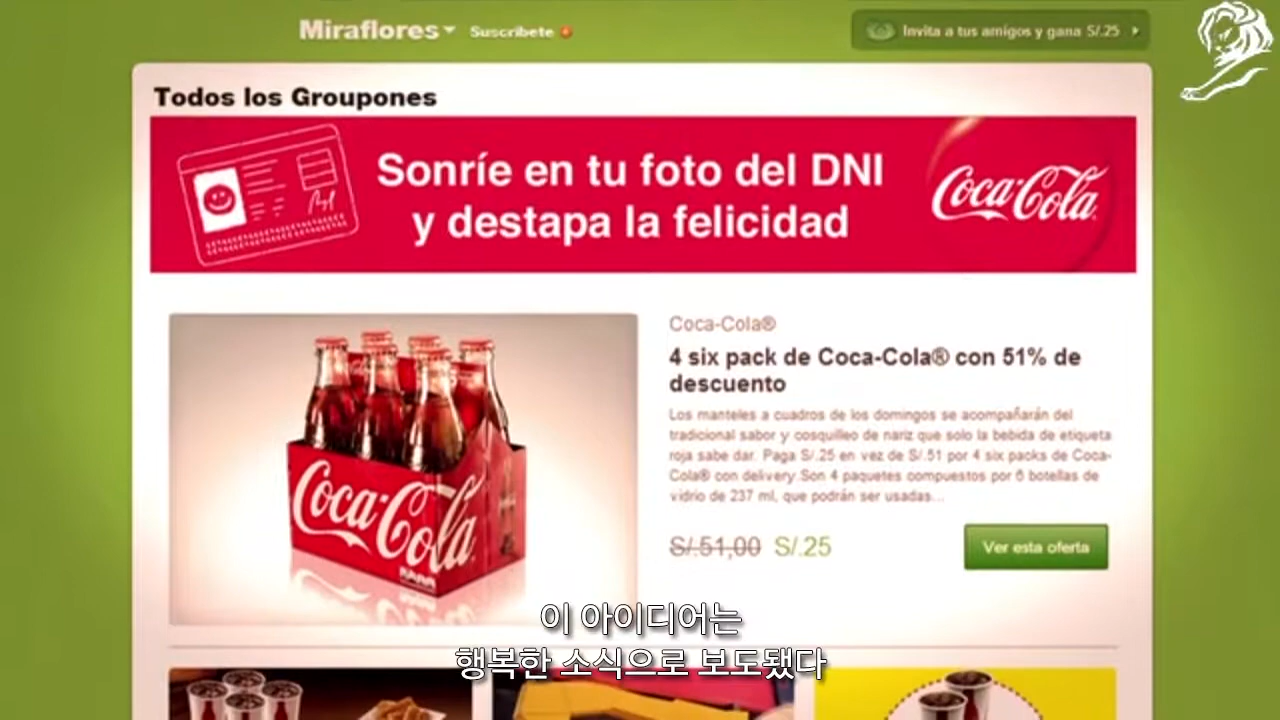 Miraflores Suscríbete
Invita a tus amigos y gana S/.25
Todos los Groupones
Sonríe en tu foto del DNI
y destapa la felicidad
Coca-Cola
Coca-Cola®
4 six pack de Coca-Cola® con 51% de
descuento
Los manteles a cuadros de los domingos se acompañarán del
tradicional sabor y cosquilleo de nariz que solo la bebida de etiqueta
roja sabe dar. Paga S/.25 en vez de S/.51 por 4 six packs de Coca-
Cola® con delivery Son 4 paquetes compuestos por 6 botellas de
vidrio de 237 ml, que podrán ser usadas...
S/.51,00 S/.25
Ver esta oferta
Coca-Cola
이 아이디어는
행복한 소식으로 보도됐다